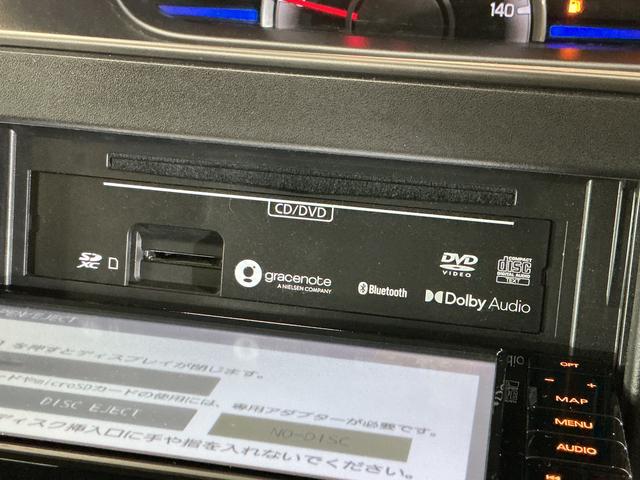 140
CD/DVD
SD
XC
gracenote
A NIELSEN COMPANY
Bluetooth
DVD
VIDEO
COMPACT
disc
DIGITAL AUDIO
TEXT
Dolby Audio
EJECT
を押すとディスプレイが閉じます。
ードやmicroSDカードの使用には、専用アダプターが必要です。
DISC EJECT
NO-DISC
ディスク挿入口に手や指を入れないでください。
OPT
- +
MAP
MENU
AUDIO